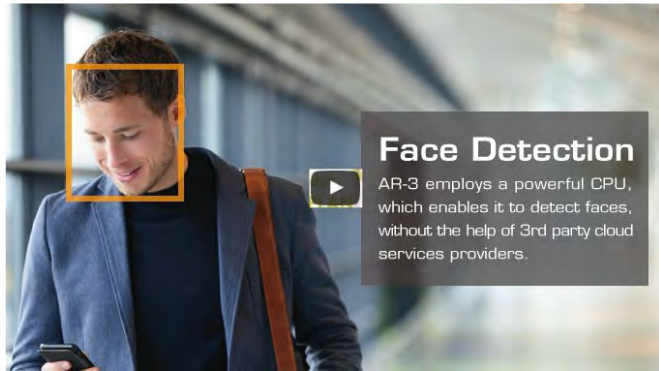 Face Detection
AR-3 employs a powerful CPU,
which enables it to detect faces,
without the help of 3rd party cloud
services providers.